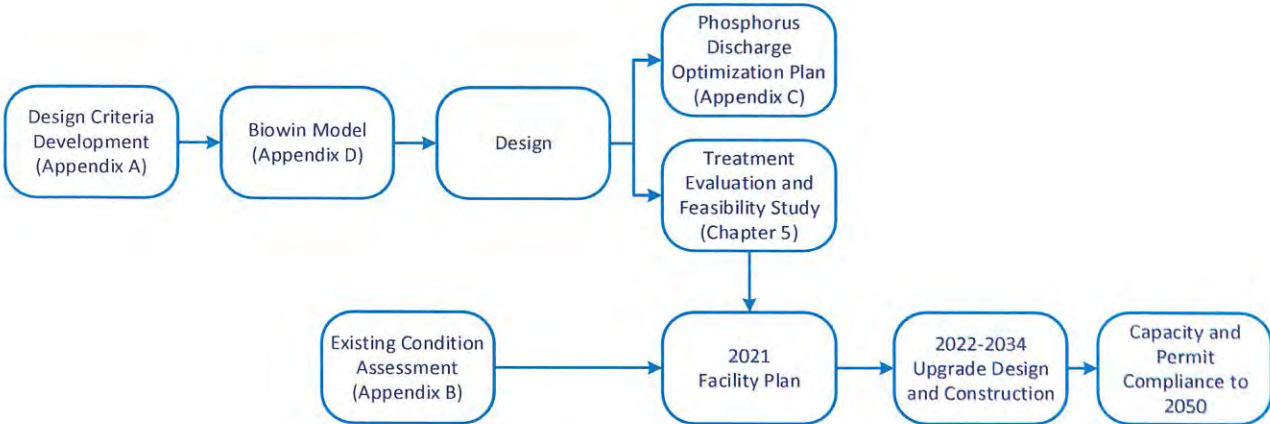 Phosphorus
Discharge
Optimization Plan
(Appendix C)
Design Criteria
Development
(Appendix A)
Biowin Model
(Appendix D)
Design
Treatment
Evaluation and
Feasibility Study
(Chapter 5)
Existing Condition
Assessment
(Appendix B)
2021
Facility Plan
2022-2034
Upgrade Design
and Construction
Capacity and
Permit
Compliance to
2050